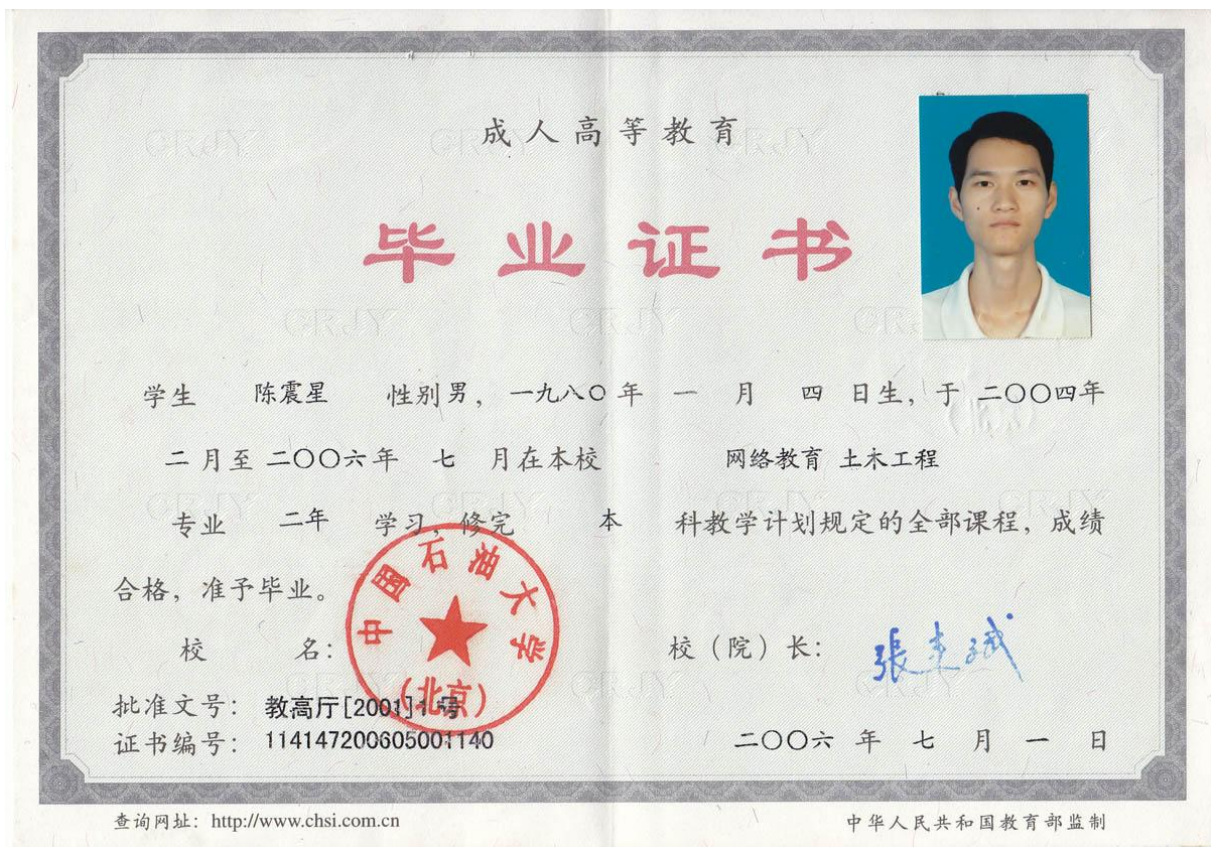 成人高等教育
毕业证书
学生 陈震星 性别男，一九八〇年 一 月 四 日生，于 二〇〇四年
二月至 二〇〇六年 七 月在本校 网络教育 土木工程
专业 二年 学习，修完 本 科教学计划规定的全部课程，成绩
合格，准予毕业。
校 名： 中国石油大学（北京） 校（院）长： 張来斌
批准文号： 教高厅[2001]1号
证书编号： 114147200605001140 二〇〇六 年 七 月 一 日
查询网址：http://www.chsi.com.cn 中华人民共和国教育部监制